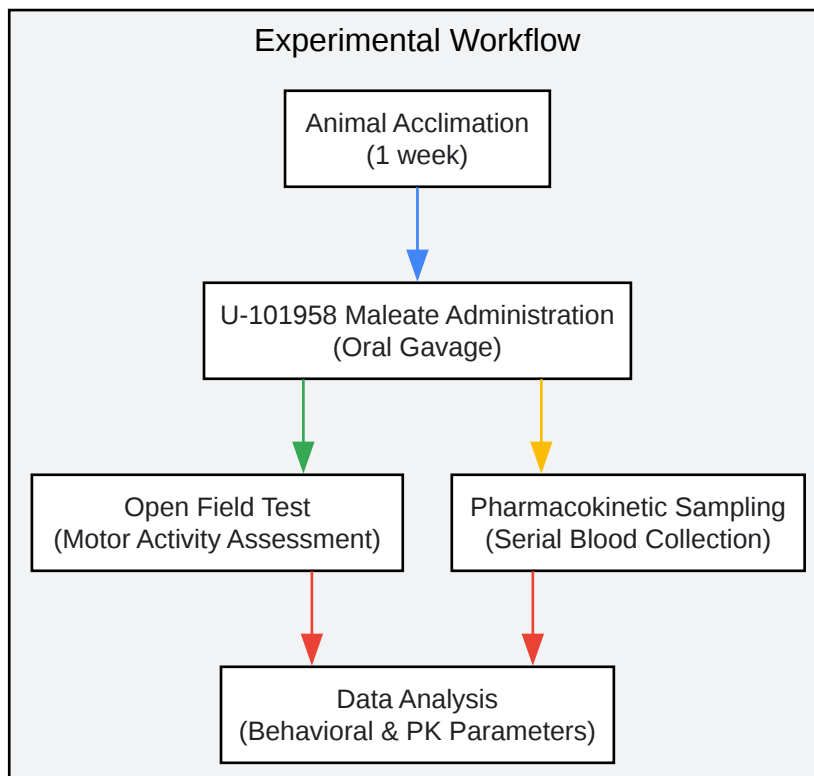 Experimental Workflow
Animal Acclimation
(1 week)
U-101958 Maleate Administration
(Oral Gavage)
Open Field Test
(Motor Activity Assessment)
Pharmacokinetic Sampling
(Serial Blood Collection)
Data Analysis
(Behavioral & PK Parameters)